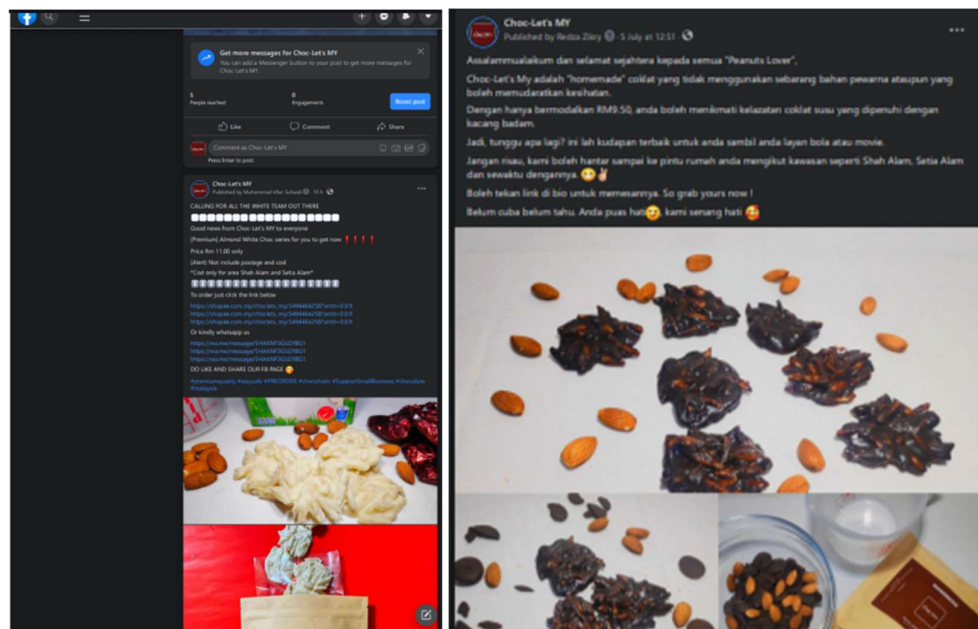 Get more messages for Choc-Let's MY
You can add a Messenger button to your post to get more messages for
Choc-Let's MY.
5
People reached
0
Engagements
Boost post
Like
Comment
Share
Comment as Choc-Let's MY
Press Enter to post.
Choc-Let's MY
Published by Muhammad Irfan
CALLING FOR ALL THE WHITE TEAM OUT THERE
Good news from Choc-Let's MY to everyone
[Premium] Almond White Choc series for you to get now ❗❗❗❗
Price Rm 11.00 only
(Alert) Not include postage and cod
*Cod only for area Shah Alam and Setia Alam*
To order just click the link below
Or kindly whatsapp us
DO LIKE AND SHARE OUR FB PAGE 🥰
#premiumquality #staysafe #PREORDER #chocoholic #SupportSmallBusiness #chocolate
#malaysia
Choc-Let's MY
Published by Redza Zikry · 5 July at 12:51
Assalammualaikum dan selamat sejahtera kepada semua "Peanuts Lover",
Choc-Let's My adalah "homemade" coklat yang tidak menggunakan sebarang bahan pewarna ataupun yang
boleh memudaratkan kesihatan.
Dengan hanya bermodalkan RM9.50, anda boleh menikmati kelazatan coklat susu yang dipenuhi dengan
kacang badam.
Jadi, tunggu apa lagi? ini lah kudapan terbaik untuk anda sambil anda layan bola atau movie.
Jangan risau, kami boleh hantar sampai ke pintu rumah anda mengikut kawasan seperti Shah Alam, Setia Alam
dan sewaktu dengannya. 😁✌
Boleh tekan link di bio untuk memesannya. So grab yours now !
Belum cuba belum tahu. Anda puas hati😋, kami senang hati 🥰